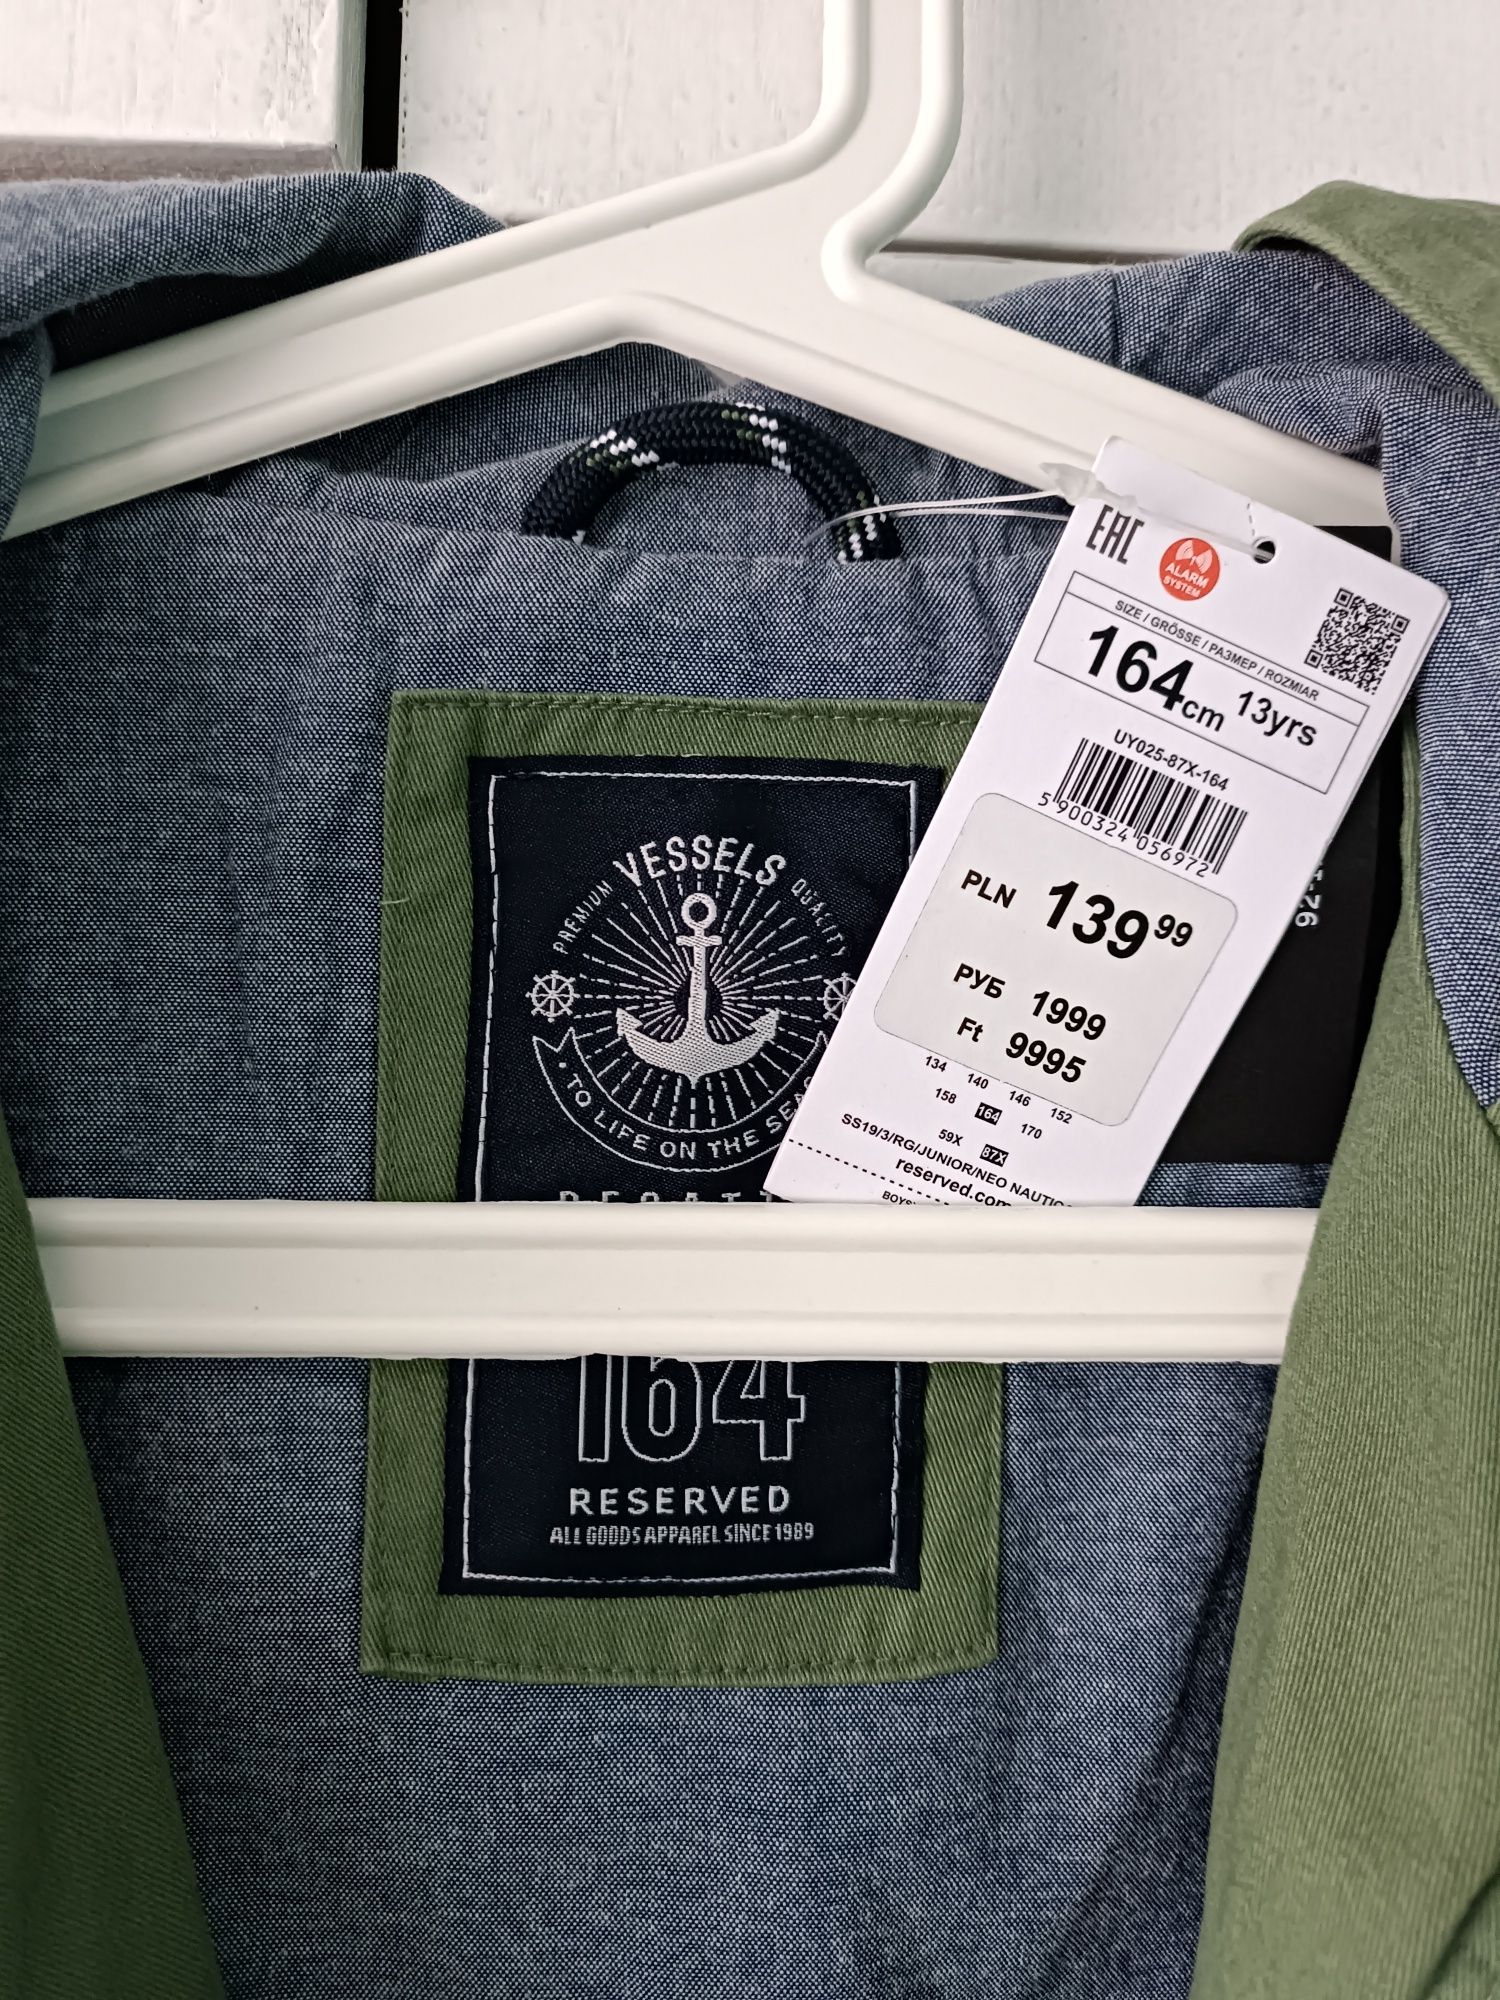 EAC
ALARM
SYSTEM
SIZE / GRÖSSE / РАЗМЕР / ROZMIAR
164cm 13yrs
UY025-87X-164
5 900324 056972
PLN 139 99
РУБ 1999
Ft 9995
134 140 146 152
158 164 170
59X 87X
SS19/3/RG/JUNIOR/NEO
reserved.com
PREMIUM VESSELS QUALITY
TO LIFE ON THE
164
RESERVED
ALL GOODS APPAREL SINCE 1989